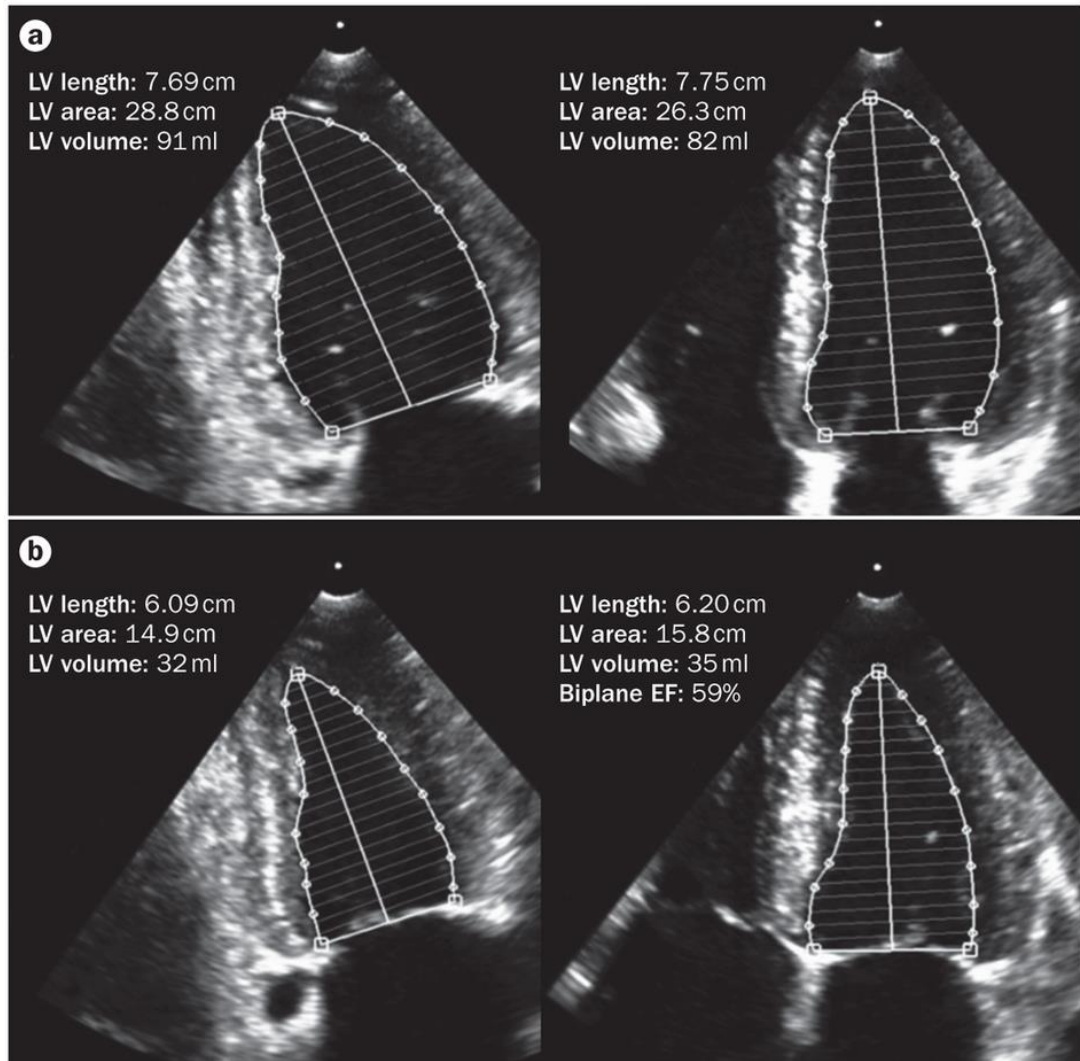 a
LV length: 7.69 cm
LV area: 28.8 cm
LV volume: 91 ml
LV length: 7.75 cm
LV area: 26.3 cm
LV volume: 82 ml
b
LV length: 6.09 cm
LV area: 14.9 cm
LV volume: 32 ml
LV length: 6.20 cm
LV area: 15.8 cm
LV volume: 35 ml
Biplane EF: 59%